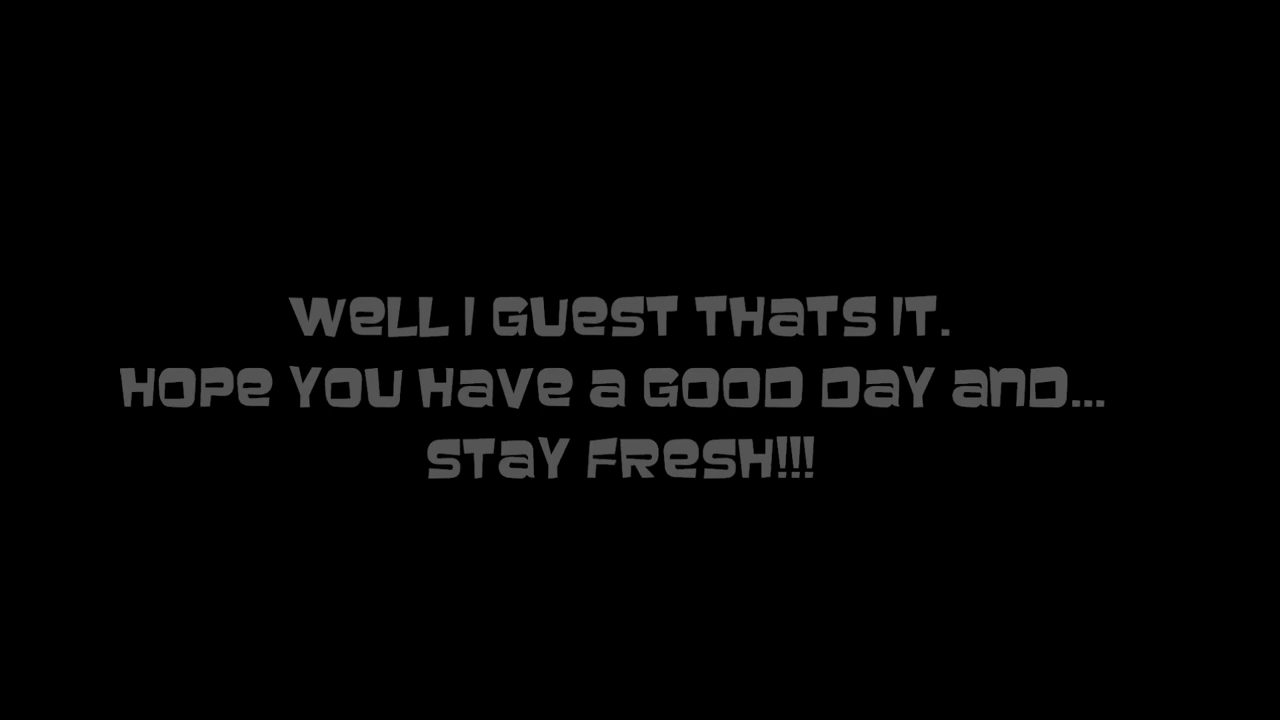 WeLL I GUeST THaTS IT.
HOPe YOU Have a GOOD Day anD...
STay FReSH!!!